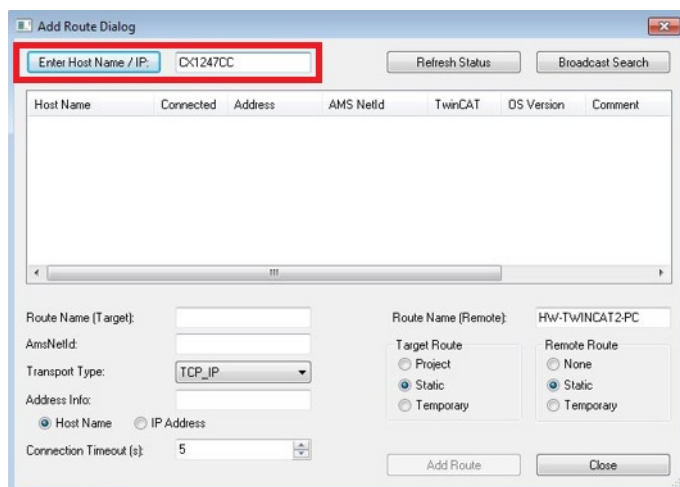 Add Route Dialog
Enter Host Name / IP: CX1247CC Refresh Status Broadcast Search
Host Name Connected Address AMS NetId TwinCAT OS Version Comment
Route Name (Target): Route Name (Remote): HW-TWINCAT2-PC
AmsNetId: Target Route Remote Route
Transport Type: TCP_IP Project None
Static Static
Address Info: Temporary Temporary
Host Name IP Address
Connection Timeout (s): 5
Add Route Close